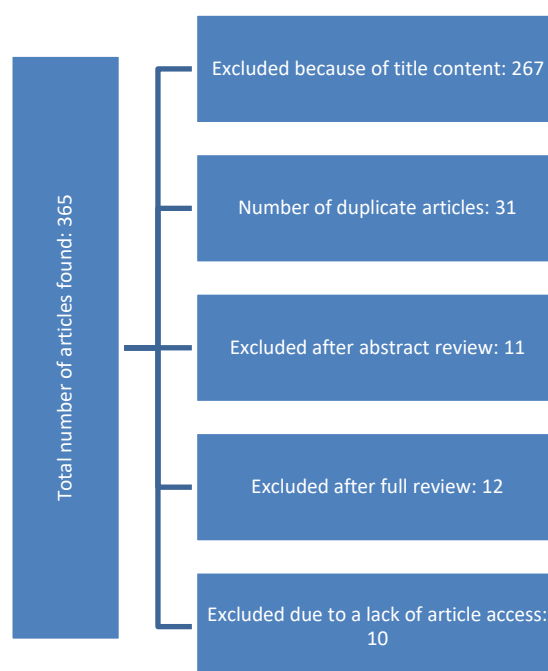 Total number of articles found: 365
Excluded because of title content: 267
Number of duplicate articles: 31
Excluded after abstract review: 11
Excluded after full review: 12
Excluded due to a lack of article access:
10